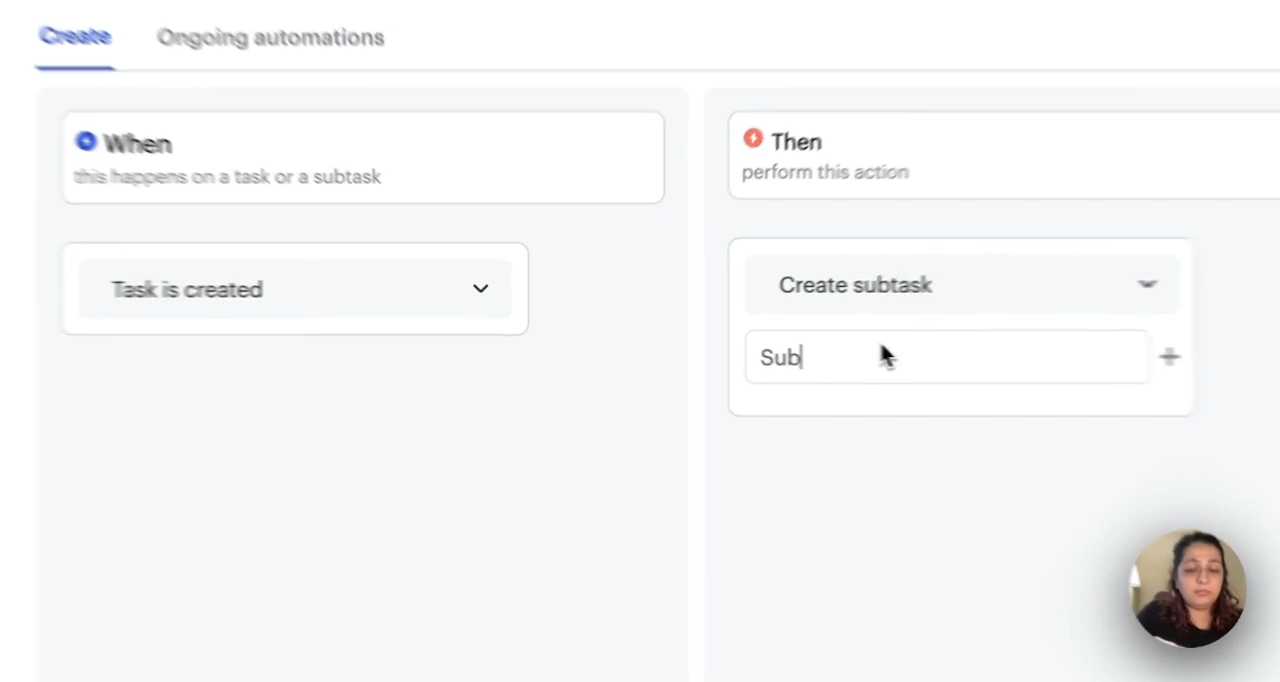 Create Ongoing automations
When
this happens on a task or a subtask
Task is created
Then
perform this action
Create subtask
Sub